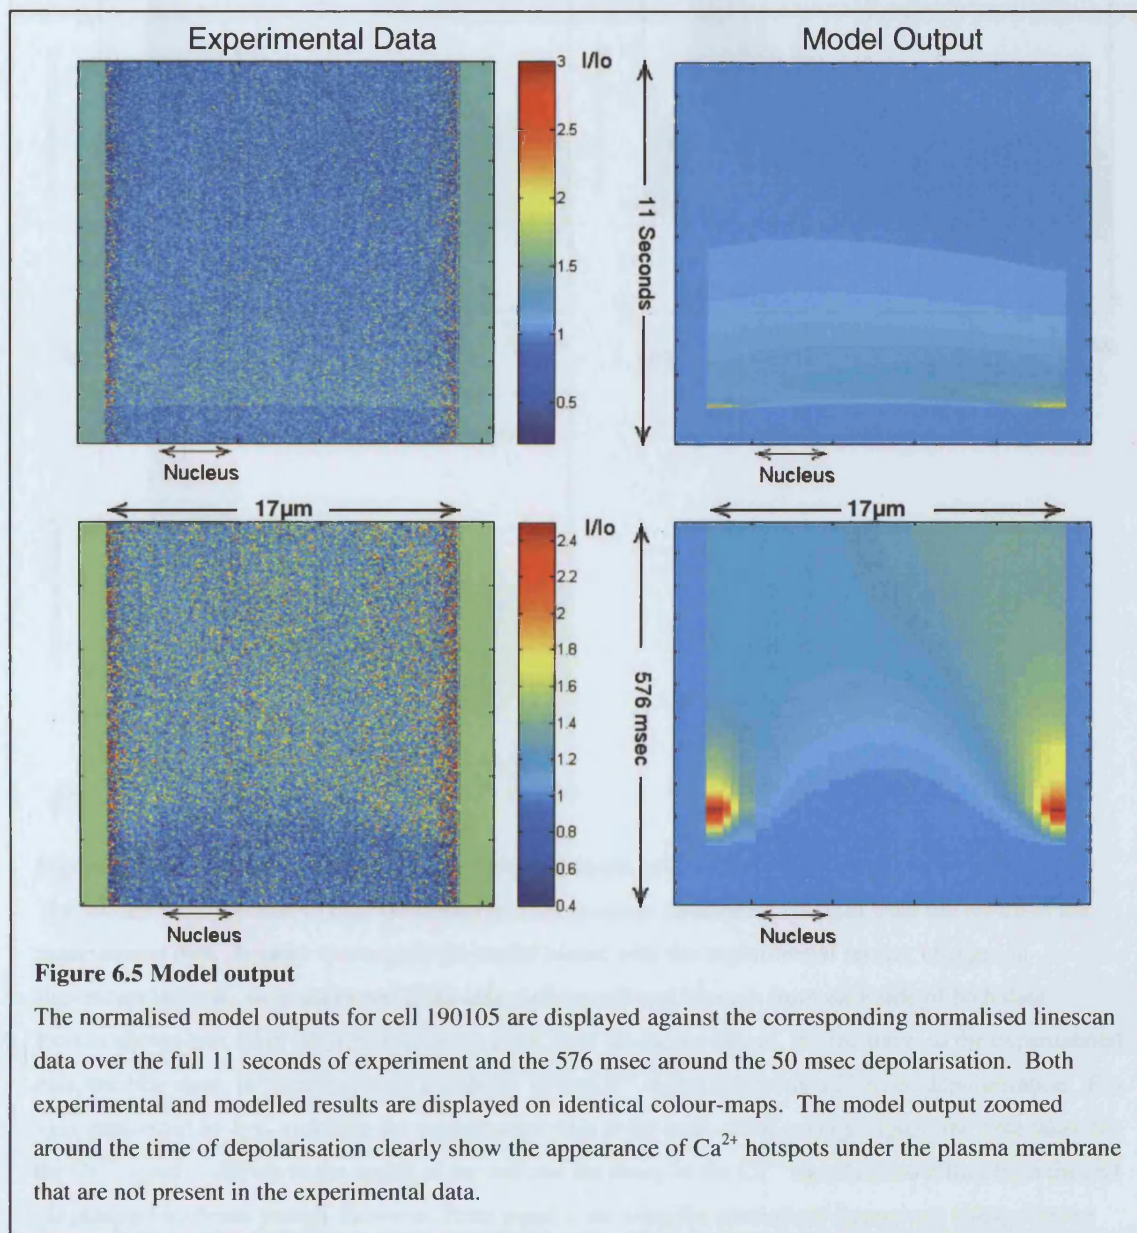 Experimental Data
Model Output
I/Io
3
2.5
2
1.5
1
0.5
11 Seconds
Nucleus
Nucleus
17µm
17µm
I/Io
2.4
2.2
2
1.8
1.6
1.4
1.2
1
0.8
0.6
0.4
576 msec
Nucleus
Nucleus
Figure 6.5 Model output
The normalised model outputs for cell 190105 are displayed against the corresponding normalised linescan
data over the full 11 seconds of experiment and the 576 msec around the 50 msec depolarisation. Both
experimental and modelled results are displayed on identical colour-maps. The model output zoomed
around the time of depolarisation clearly show the appearance of Ca²⁺ hotspots under the plasma membrane
that are not present in the experimental data.